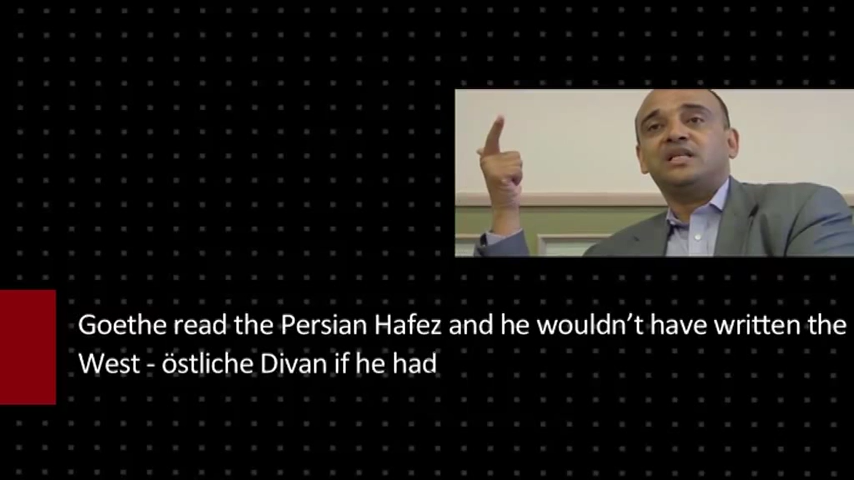 Goethe read the Persian Hafez and he wouldn't have written the
West - östliche Divan if he had